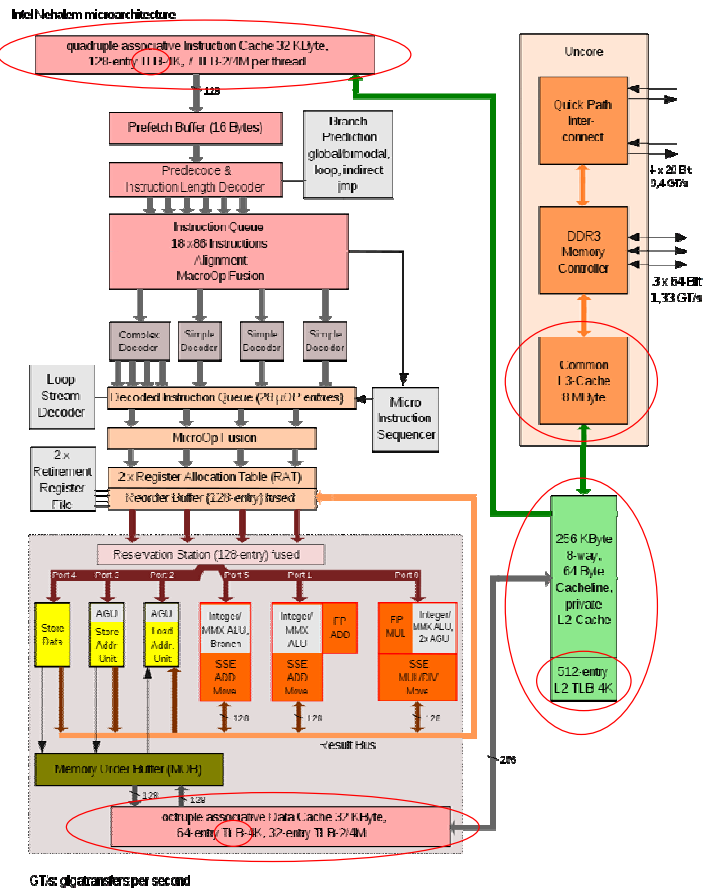 Intel Nehalem microarchitecture
quadruple associative Instruction Cache 32 KByte,
128-entry TLB-4K, 7 TLB-2/4M per thread
128
Prefetch Buffer (16 Bytes)
Predecode &
Instruction Length Decoder
Branch
Prediction
global/bimodal,
loop, indirect
jmp
Instruction Queue
18 x86 Instructions
Alignment
MacroOp Fusion
Complex
Decoder
Simple
Decoder
Simple
Decoder
Simple
Decoder
Loop
Stream
Decoder
Decoded Instruction Queue (28 µOP entries)
Micro
Instruction
Sequencer
MicroOp Fusion
2 x
Retirement
Register
File
2 x Register Allocation Table (RAT)
Reorder Buffer (128-entry) fused
Reservation Station (128-entry) fused
Port 4
Port 3
Port 2
Port 5
Port 1
Port 0
Store
Data
AGU
Store
Addr.
Unit
AGU
Load
Addr.
Unit
Integer/
MMX ALU,
Branch
SSE
ADD
Move
Integer/
MMX
ALU
FP
ADD
SSE
ADD
Move
FP
MUL
Integer/
MMX ALU,
2x AGU
SSE
MUL/DIV
Move
128
128
128
Result Bus
Memory Order Buffer (MOB)
128
128
octruple associative Data Cache 32 KByte,
64-entry TLB-4K, 32-entry TLB-2/4M
256
Uncore
Quick Path
Inter-
connect
4 x 20 Bit
6,4 GT/s
DDR3
Memory
Controller
3 x 64 Bit
1,33 GT/s
Common
L3-Cache
8 MByte
256 KByte
8-way,
64 Byte
Cacheline,
private
L2-Cache
512-entry
L2 TLB-4K
GT/s: gigatransfers per second